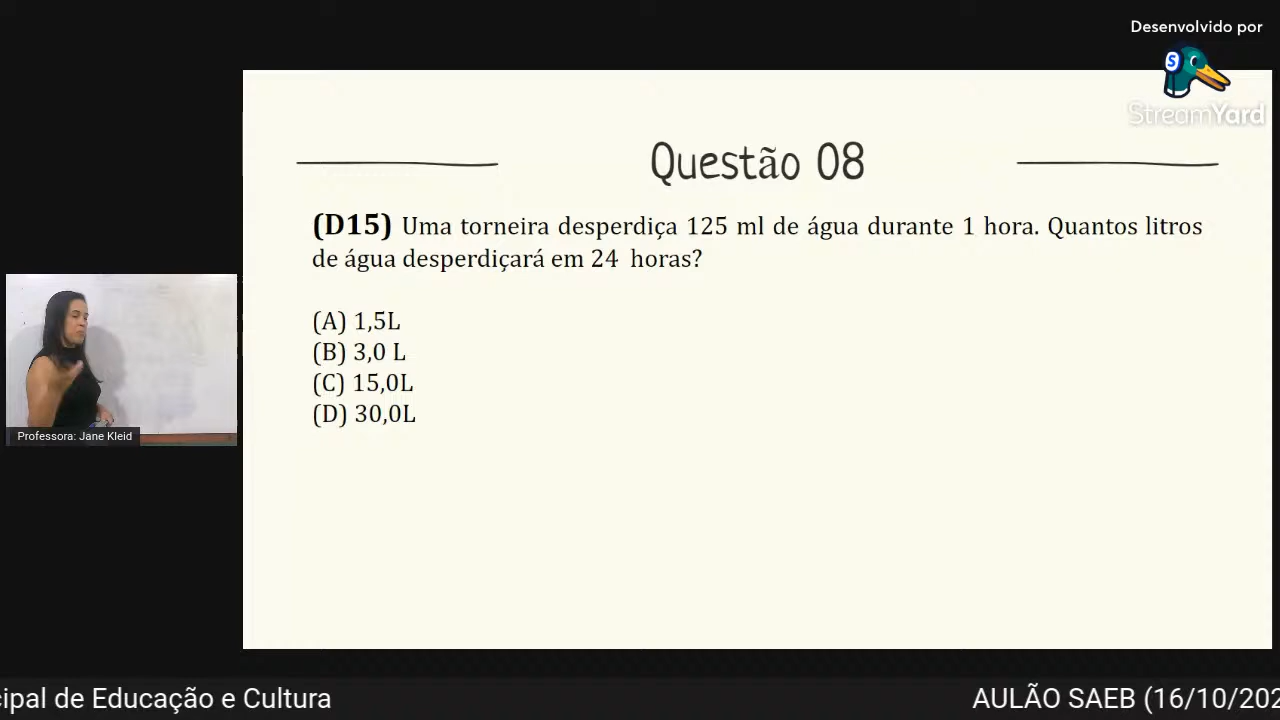 Desenvolvido por
StreamYard
Questão 08
(D15) Uma torneira desperdiça 125 ml de água durante 1 hora. Quantos litros
de água desperdiçará em 24 horas?
(A) 1,5L
(B) 3,0 L
(C) 15,0L
(D) 30,0L
Professora: Jane Kleid
cipal de Educação e Cultura
AULÃO SAEB (16/10/202